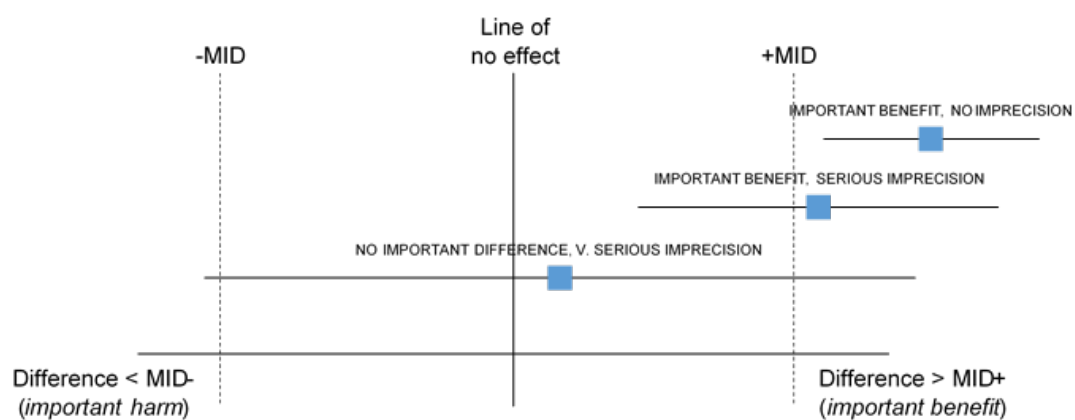 Line of
no effect
-MID
+MID
IMPORTANT BENEFIT, NO IMPRECISION
IMPORTANT BENEFIT, SERIOUS IMPRECISION
NO IMPORTANT DIFFERENCE, V. SERIOUS IMPRECISION
Difference < MID-
(important harm)
Difference > MID+
(important benefit)